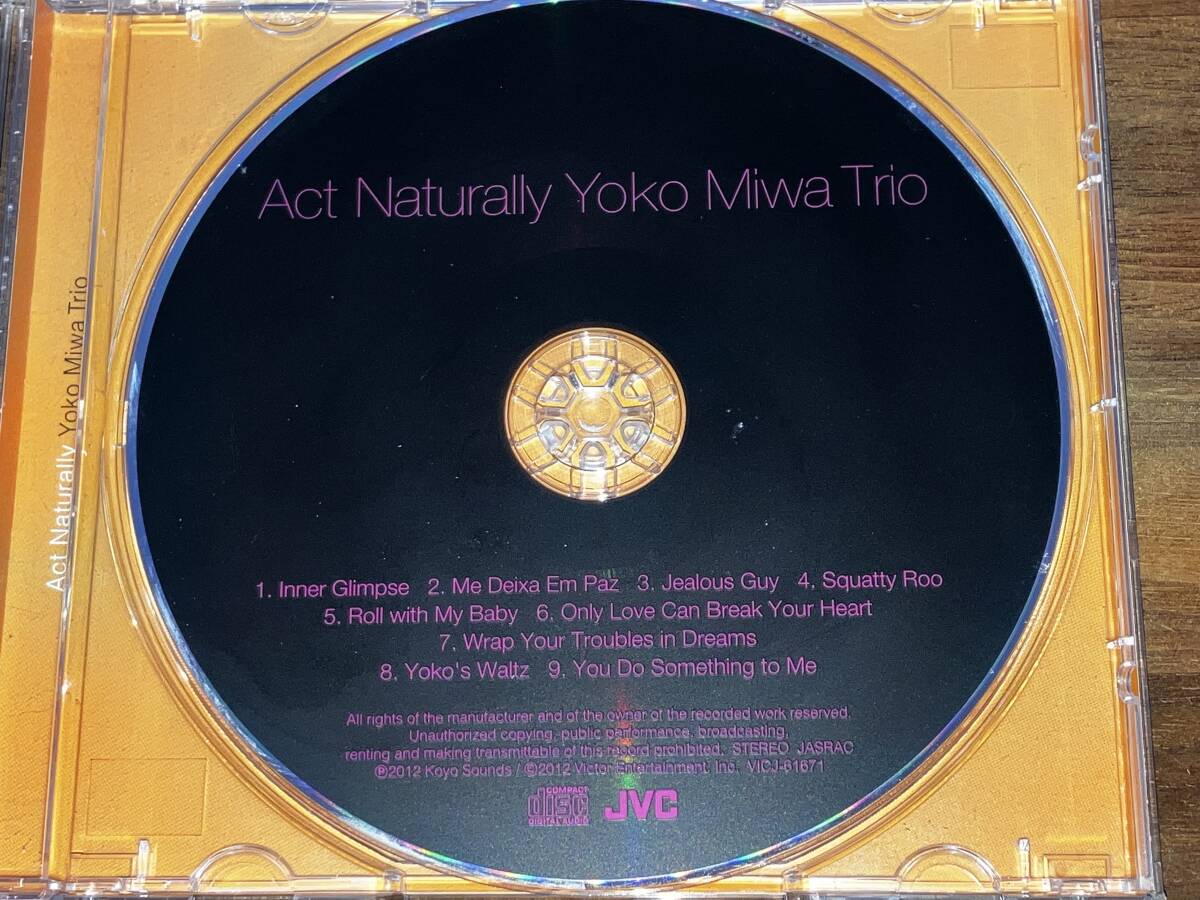 Act Naturally Yoko Miwa Trio
Act Naturally Yoko Miwa Trio
1. Inner Glimpse 2. Me Deixa Em Paz 3. Jealous Guy 4. Squatty Roo
5. Roll with My Baby 6. Only Love Can Break Your Heart
7. Wrap Your Troubles in Dreams
8. Yoko's Waltz 9. You Do Something to Me
All rights of the manufacturer and of the owner of the recorded work reserved.
Unauthorized copying, public performance, broadcasting,
renting and making transmittable of this record prohibited. STEREO JASRAC
℗2012 Koyo Sounds / ©2012 Victor Entertainment, Inc. VICJ-61671
COMPACT
disc
DIGITAL AUDIO
JVC